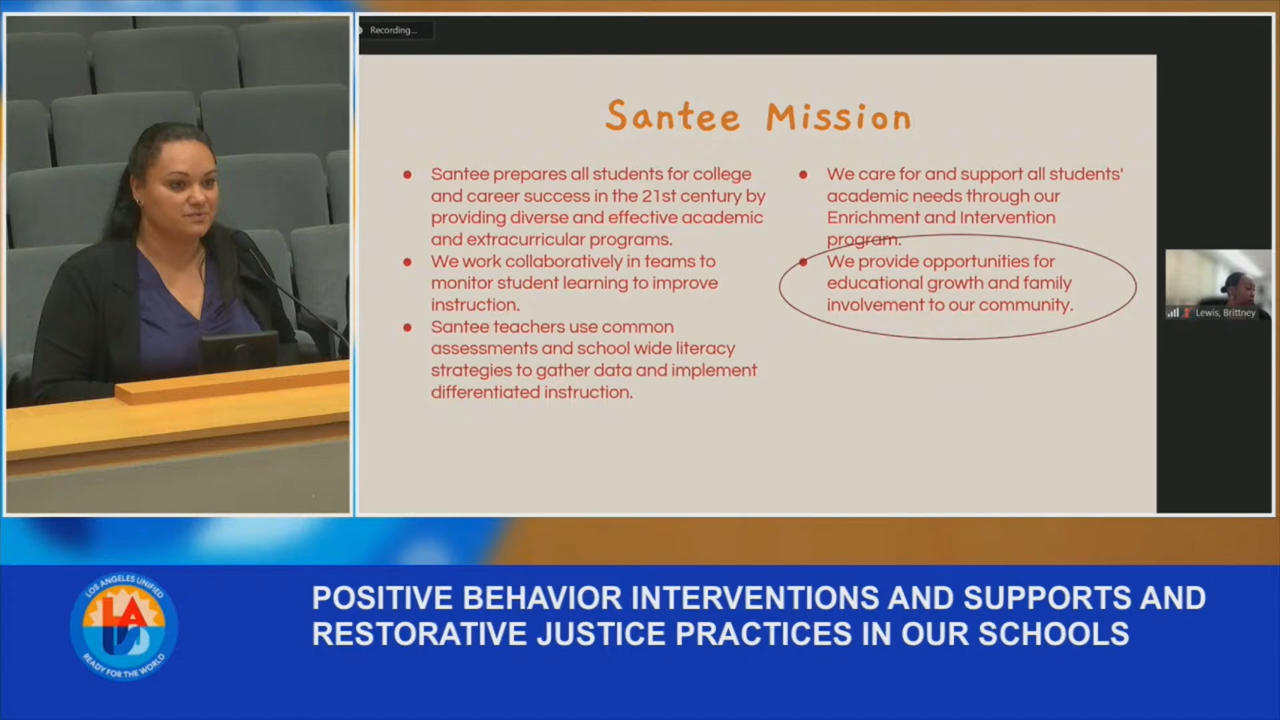 Recording...
Santee Mission
● Santee prepares all students for college
and career success in the 21st century by
providing diverse and effective academic
and extracurricular programs.
● We work collaboratively in teams to
monitor student learning to improve
instruction.
● Santee teachers use common
assessments and school wide literacy
strategies to gather data and implement
differentiated instruction.
● We care for and support all students'
academic needs through our
Enrichment and Intervention
program.
● We provide opportunities for
educational growth and family
involvement to our community.
Lewis, Brittney
LOS ANGELES UNIFIED
LAUSD
READY FOR THE WORLD
POSITIVE BEHAVIOR INTERVENTIONS AND SUPPORTS AND
RESTORATIVE JUSTICE PRACTICES IN OUR SCHOOLS